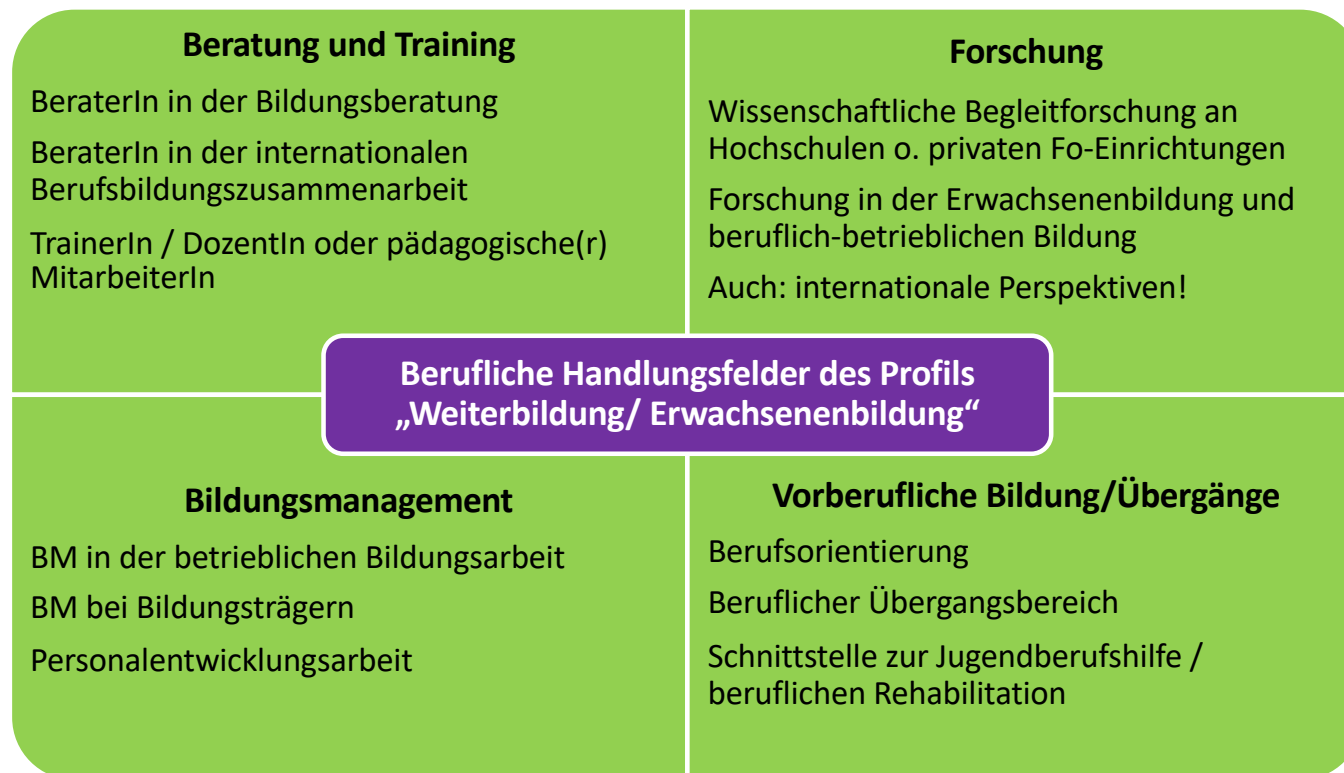 Beratung und Training
BeraterIn in der Bildungsberatung
BeraterIn in der internationalen
Berufsbildungszusammenarbeit
TrainerIn / DozentIn oder pädagogische(r)
MitarbeiterIn
Forschung
Wissenschaftliche Begleitforschung an
Hochschulen o. privaten Fo-Einrichtungen
Forschung in der Erwachsenenbildung und
beruflich-betrieblichen Bildung
Auch: internationale Perspektiven!
Berufliche Handlungsfelder des Profils
„Weiterbildung/ Erwachsenenbildung“
Bildungsmanagement
BM in der betrieblichen Bildungsarbeit
BM bei Bildungsträgern
Personalentwicklungsarbeit
Vorberufliche Bildung/Übergänge
Berufsorientierung
Beruflicher Übergangsbereich
Schnittstelle zur Jugendberufshilfe /
beruflichen Rehabilitation